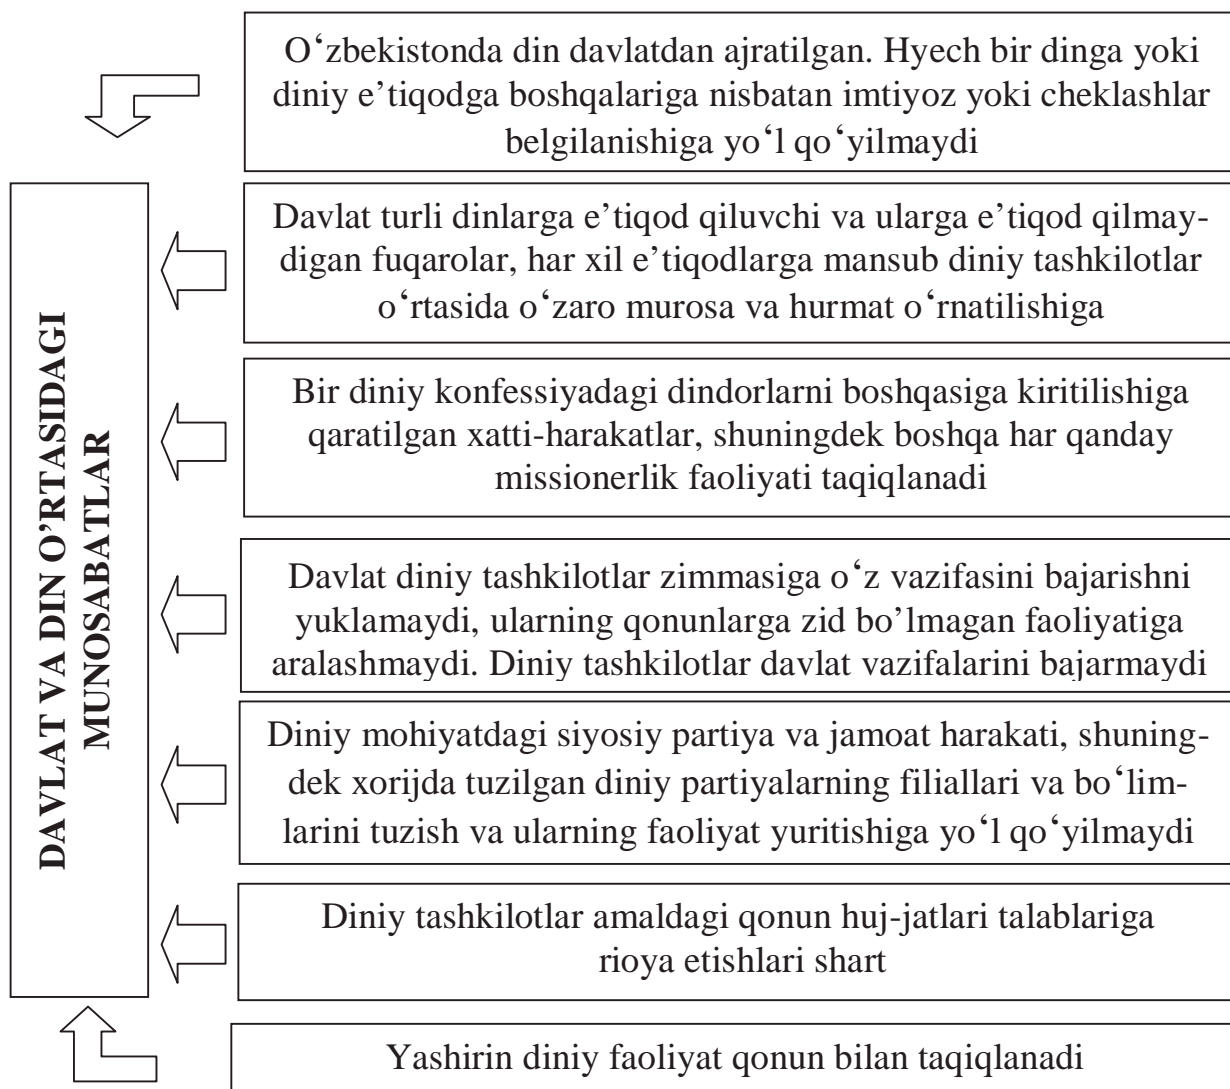 O‘zbekistonda din davlatdan ajratilgan. Hyech bir dinga yoki
diniy e’tiqodga boshqalariga nisbatan imtiyoz yoki cheklashlar
belgilanishiga yo‘l qo‘yilmaydi
DAVLAT VA DIN O’RTASIDAGI
MUNOSABATLAR
Davlat turli dinlarga e’tiqod qiluvchi va ularga e’tiqod qilmay-
digan fuqarolar, har xil e’tiqodlarga mansub diniy tashkilotlar
o‘rtasida o‘zaro murosa va hurmat o‘rnatilishiga
Bir diniy konfessiyadagi dindorlarni boshqasiga kiritilishiga
qaratilgan xatti-harakatlar, shuningdek boshqa har qanday
missionerlik faoliyati taqiqlanadi
Davlat diniy tashkilotlar zimmasiga o‘z vazifasini bajarishni
yuklamaydi, ularning qonunlarga zid bo’lmagan faoliyatiga
aralashmaydi. Diniy tashkilotlar davlat vazifalarini bajarmaydi
Diniy mohiyatdagi siyosiy partiya va jamoat harakati, shuning-
dek xorijda tuzilgan diniy partiyalarning filiallari va bo‘lim-
larini tuzish va ularning faoliyat yuritishiga yo‘l qo‘yilmaydi
Diniy tashkilotlar amaldagi qonun huj-jatlari talablariga
rioya etishlari shart
Yashirin diniy faoliyat qonun bilan taqiqlanadi